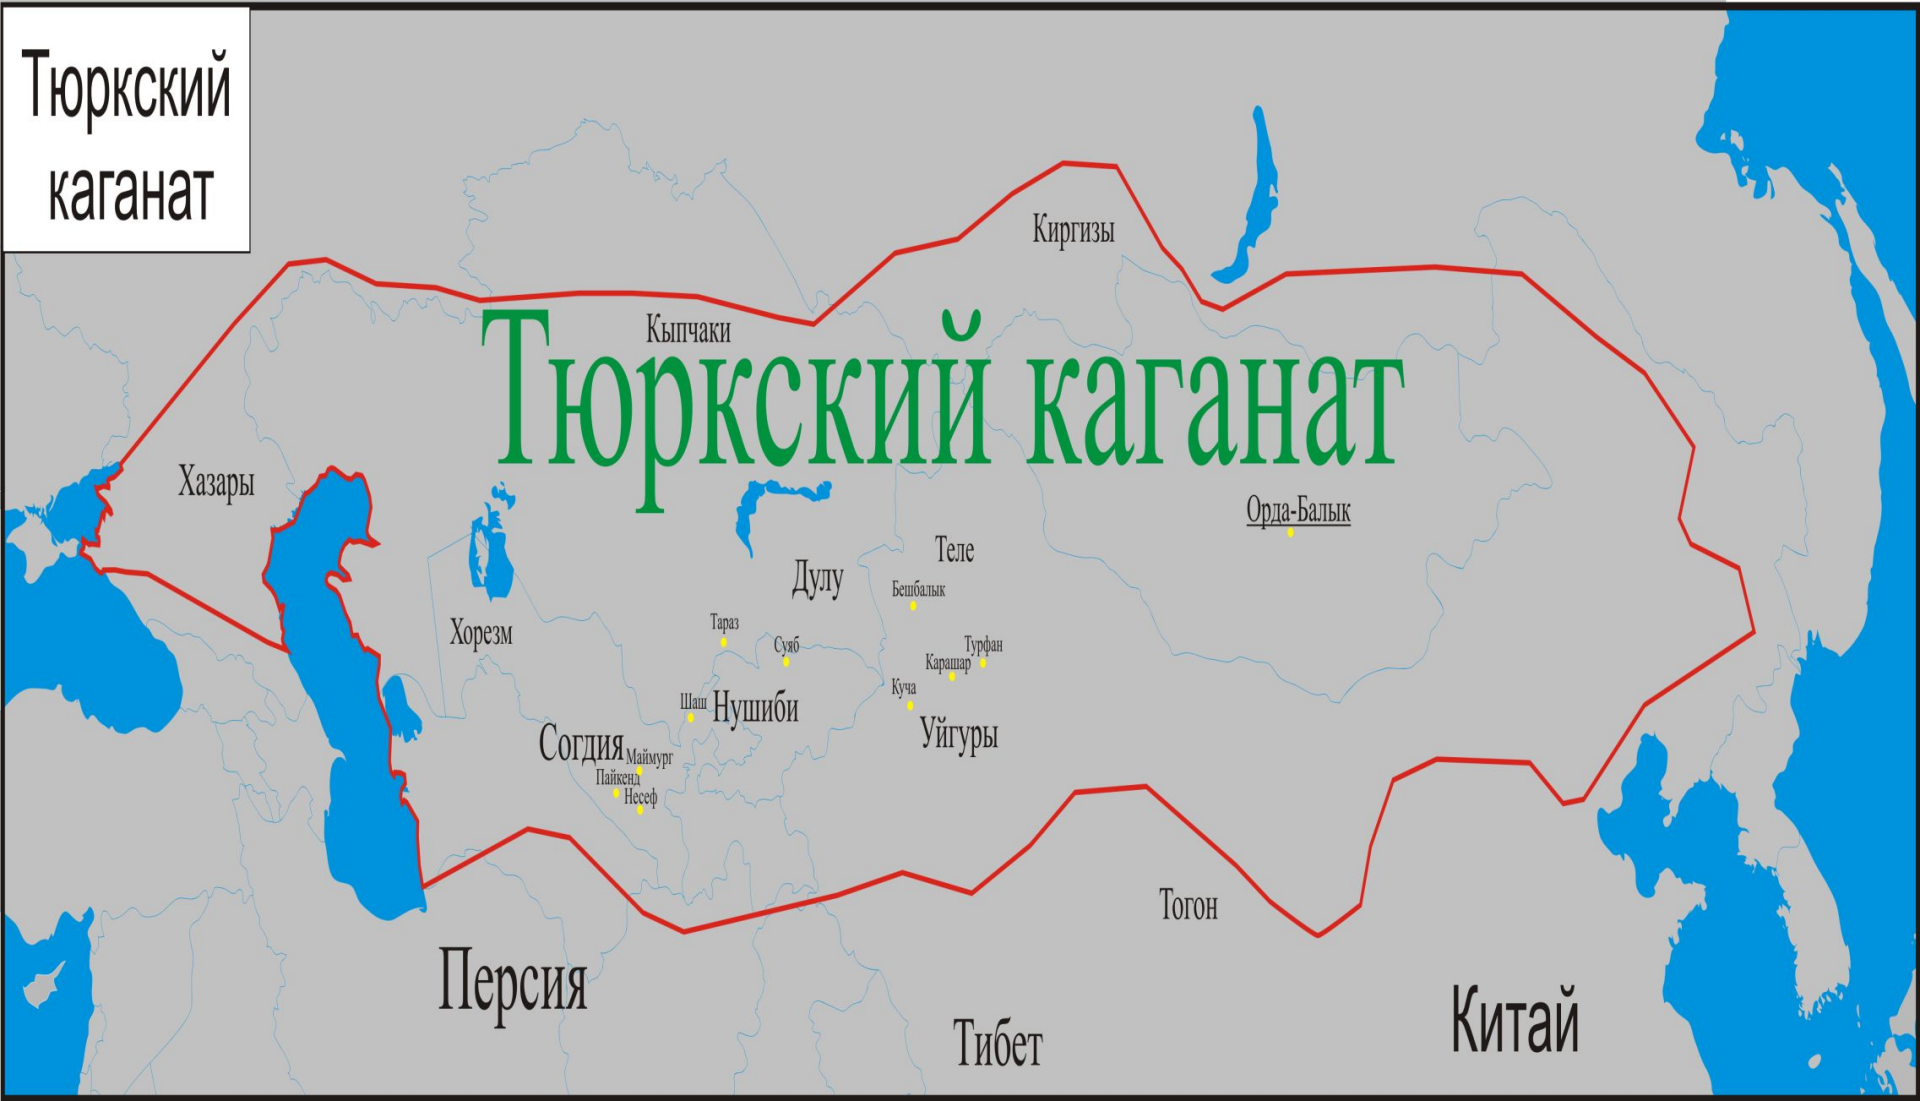 Тюркский
каганат
Киргизы
Кыпчаки
Тюркский каганат
Хазары
Орда-Балык
Теле
Дулу
Бешбалык
Тараз
Хорезм
Суяб
Турфан
Карашар
Куча
Шаш
Нушиби
Уйгуры
Согдия
Маймург
Пайкенд
Несеф
Тогон
Персия
Китай
Тибет